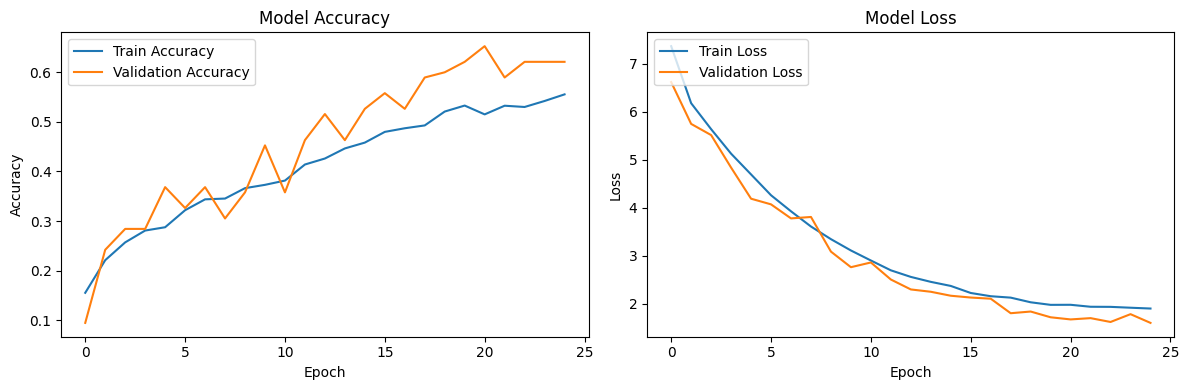 Model Accuracy
Train Accuracy
Validation Accuracy
0.6
0.5
0.4
0.3
0.2
0.1
Accuracy
0 5 10 15 20 25
Epoch
Model Loss
Train Loss
Validation Loss
7
6
5
4
3
2
Loss
0 5 10 15 20 25
Epoch